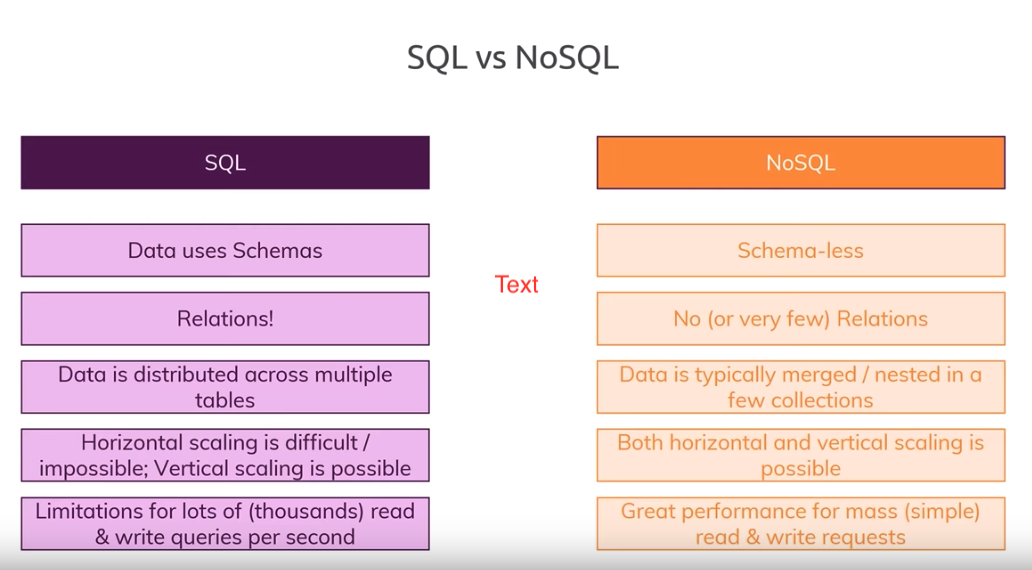 SQL vs NoSQL
SQL
NoSQL
Data uses Schemas
Schema-less
Text
Relations!
No (or very few) Relations
Data is distributed across multiple
tables
Data is typically merged / nested in a
few collections
Horizontal scaling is difficult /
impossible; Vertical scaling is possible
Both horizontal and vertical scaling is
possible
Limitations for lots of (thousands) read
& write queries per second
Great performance for mass (simple)
read & write requests